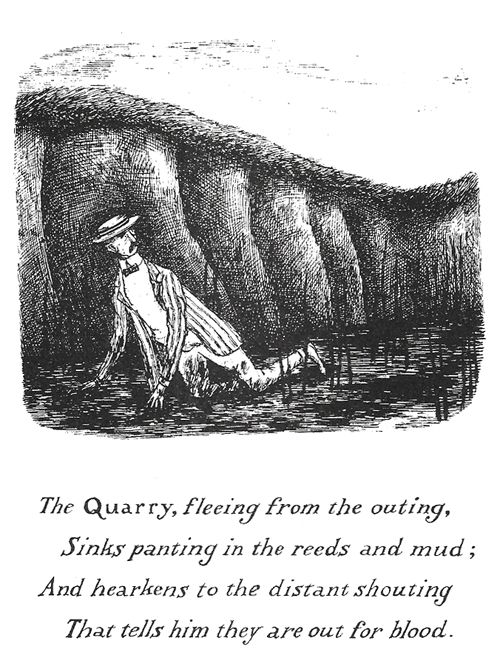 The Quarry, fleeing from the outing,
Sinks panting in the reeds and mud;
And hearkens to the distant shouting
That tells him they are out for blood.